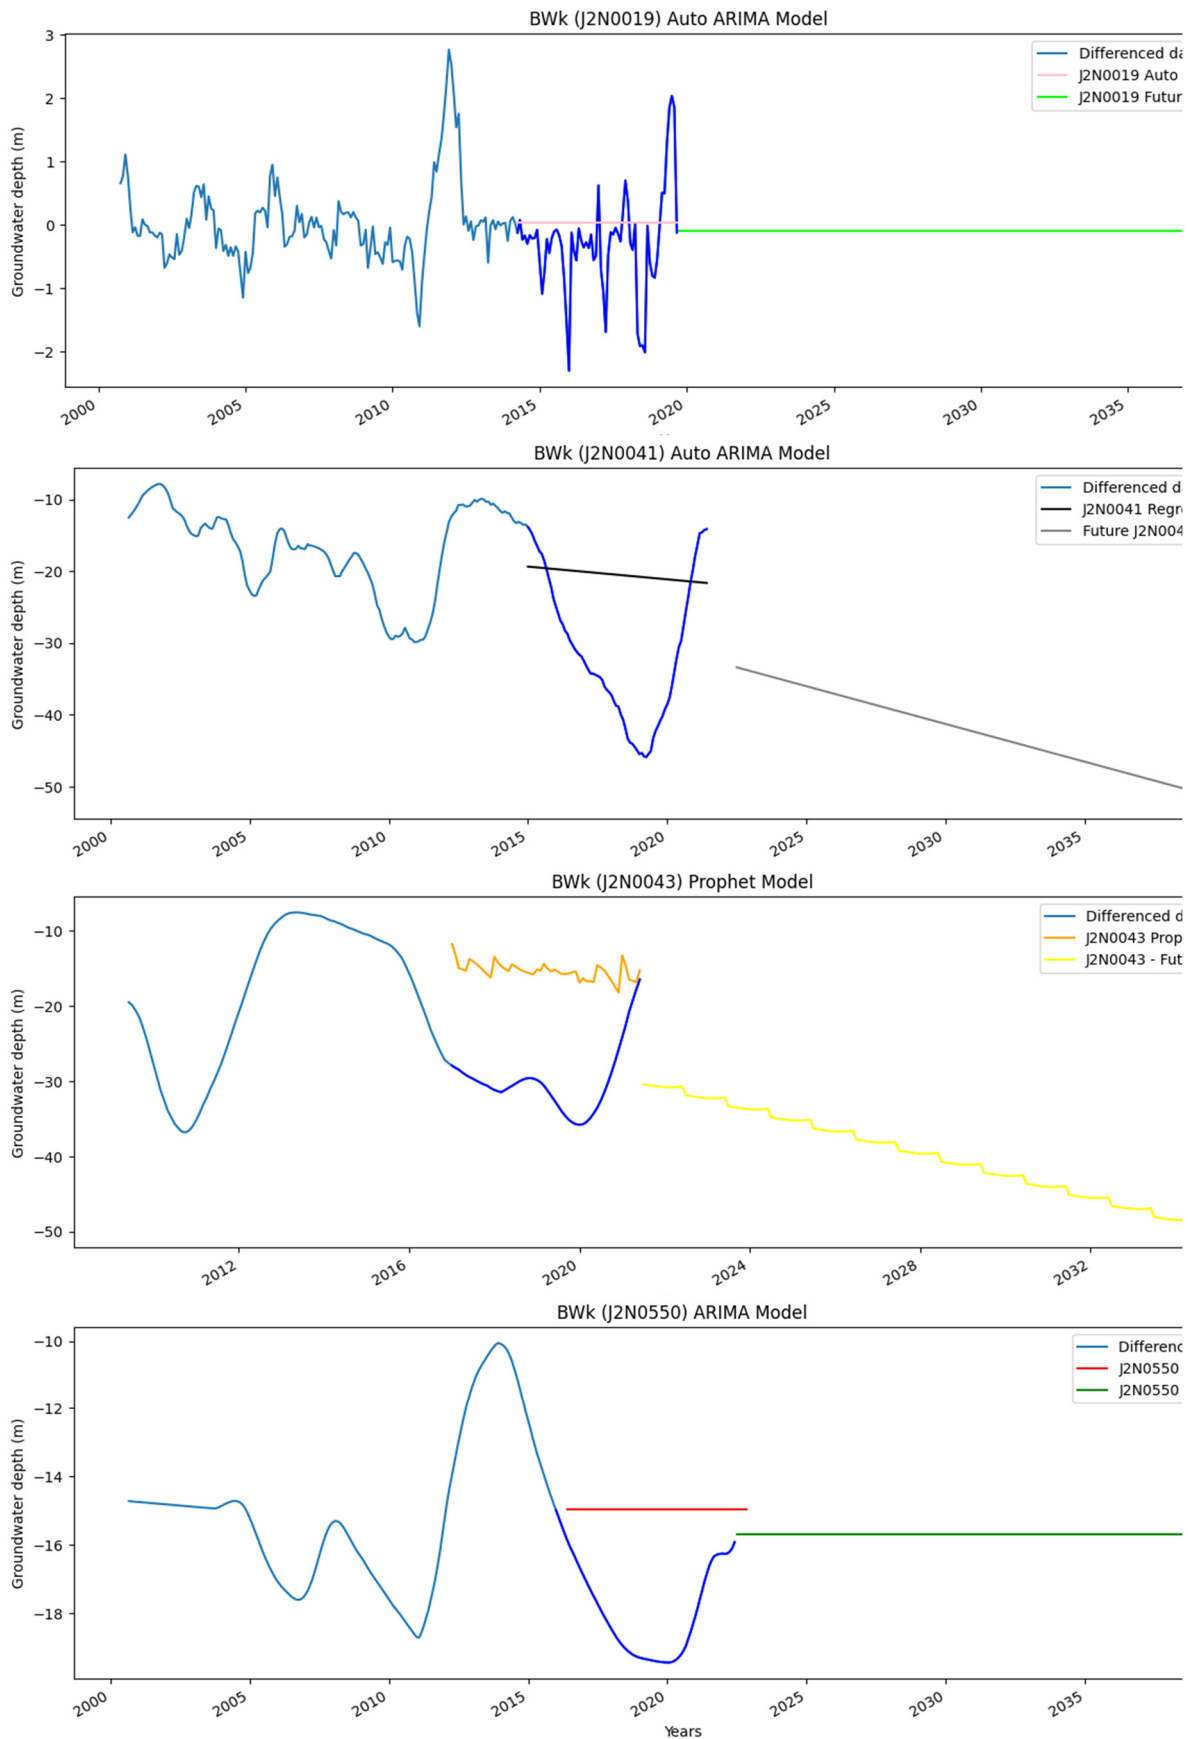 BWk (J2N0019) Auto ARIMA Model
Groundwater depth (m)
3
2
1
0
−1
−2
Differenced da
J2N0019 Auto
J2N0019 Futur
2000 2005 2010 2015 2020 2025 2030 2035
BWk (J2N0041) Auto ARIMA Model
Groundwater depth (m)
−10
−20
−30
−40
−50
Differenced d
J2N0041 Regr
Future J2N004
2000 2005 2010 2015 2020 2025 2030 2035
BWk (J2N0043) Prophet Model
Groundwater depth (m)
−10
−20
−30
−40
−50
Differenced d
J2N0043 Prop
J2N0043 - Fut
2012 2016 2020 2024 2028 2032
BWk (J2N0550) ARIMA Model
Groundwater depth (m)
−10
−12
−14
−16
−18
Differenc
J2N0550
J2N0550
2000 2005 2010 2015 2020 2025 2030 2035
Years